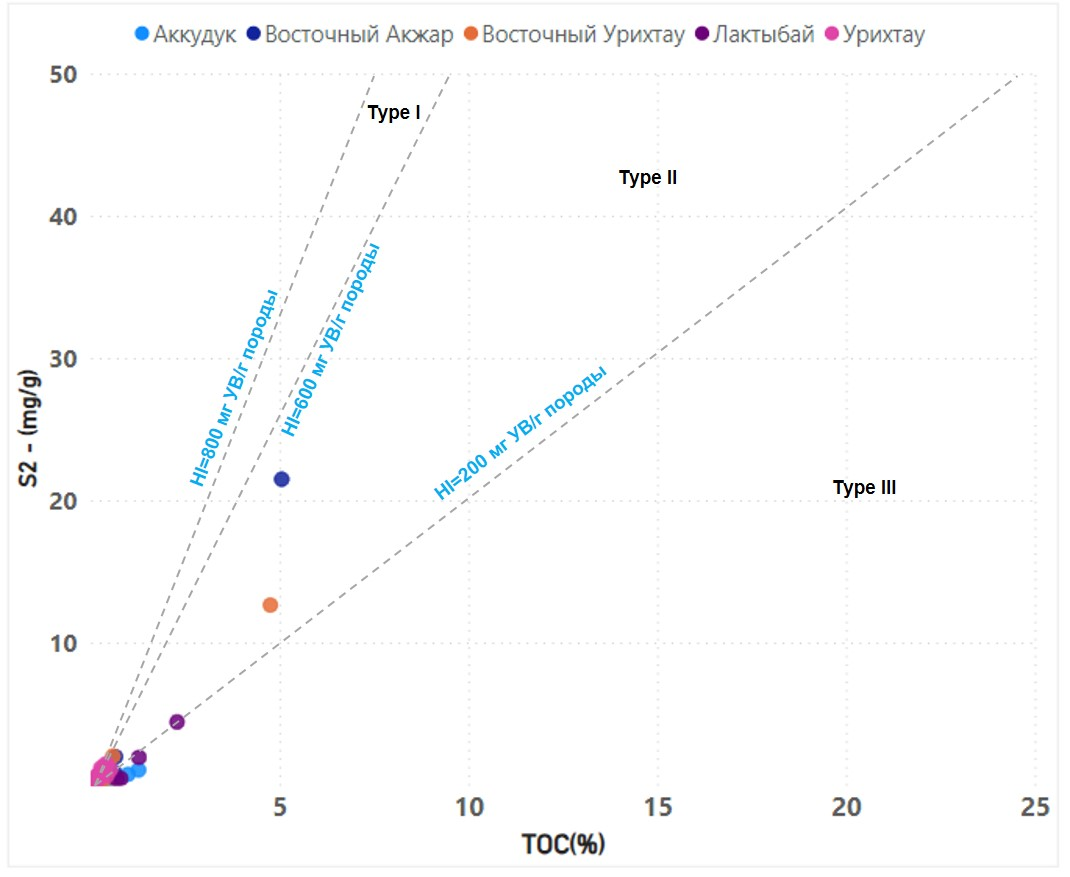 Аккудук Восточный Акжар Восточный Урихтау Лактыбай Урихтау
50
Type I
Type II
40
HI=800 мг УВ/г породы
HI=600 мг УВ/г породы
30
HI=200 мг УВ/г породы
S2 - (mg/g)
20
Type III
10
5 10 15 20 25
TOC(%)